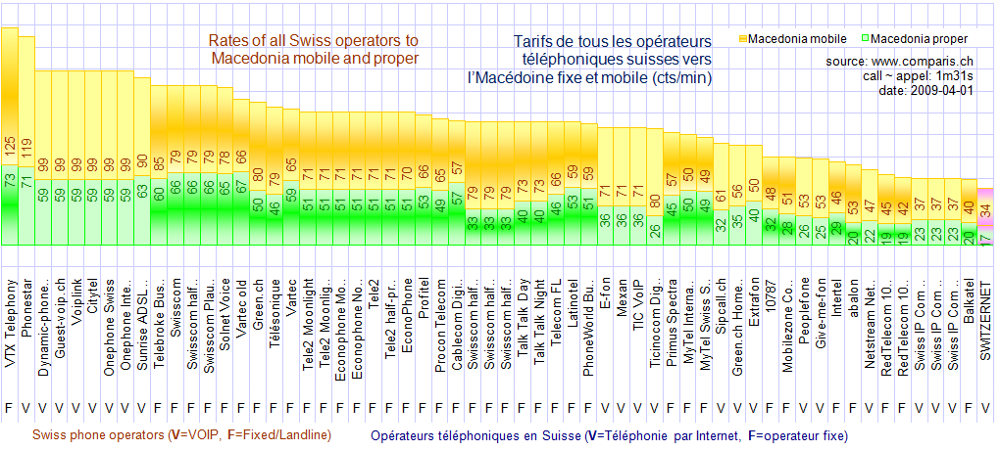 Rates of all Swiss operators to
Macedonia mobile and proper
Tarifs de tous les opérateurs
téléphoniques suisses vers
l'Macédoine fixe et mobile (cts/min)
Macedonia mobile Macedonia proper
source: www.comparis.ch
call ~ appel: 1m31s
date: 2009-04-01
125 119 99 99 99 99 99 99 90 85 79 79 79 78 66 80 79 65 71 71 71 71 71 71 70 66 65 57 79 79 79 73 73 66 59 59 71 71 71 80 57 50 49 61 56 50 48 51 53 53 46 53 47 45 42 37 37 37 40 34
73 71 59 59 59 59 59 59 63 60 66 66 66 65 67 50 46 59 51 51 51 51 51 51 51 53 49 57 33 33 33 40 40 46 53 51 36 36 36 26 45 49 49 32 35 40 32 28 26 25 29 20 22 19 19 23 23 23 20 17
VTX Telephony
Phonestar
Dynamic-phone...
Guest-voip.ch
Voiplink
Citytel
Onephone Swiss
Onephone Inte...
Sunrise ADSL ...
Telebroke Bus...
Swisscom
Swisscom half...
Swisscom Plau...
Solnet Voice
Vartec old
Green.ch
Télésonique
Vartec
Tele2 Moonlight
Tele2 Moonlig...
Econophone Mo...
Econophone No...
Tele2
Tele2 half-pr...
EconoPhone
Profitel
Procon Telecom
Cablecom Digi...
Swisscom half...
Swisscom half...
Swisscom half...
Talk Talk Day
Talk Talk Night
Telecom FL
Latinotel
PhoneWorld Bu...
E-fon
Mexan
TIC VoIP
Ticinocom Dig...
Primus Spectra
MyTel Interna...
MyTel Swiss S...
Sipcall.ch
Green.ch Home...
Extrafon
10787
Mobilezone Co...
Peoplefone
Give-me-fon
Intertel
abalon
Netstream Net...
RedTelecom 10...
RedTelecom 10...
Swiss IP Com ...
Swiss IP Com ...
Swiss IP Com ...
Balkatel
SWITZERNET
F V V V V V V V V F F F F F F F F F F F F F F F F F F F F F F F F F F F V V V V F F F V V F F F V V F F V F F V V V F V
Swiss phone operators (V=VOIP, F=Fixed/Landline)
Opérateurs téléphoniques en Suisse (V=Téléphonie par Internet, F=operateur fixe)